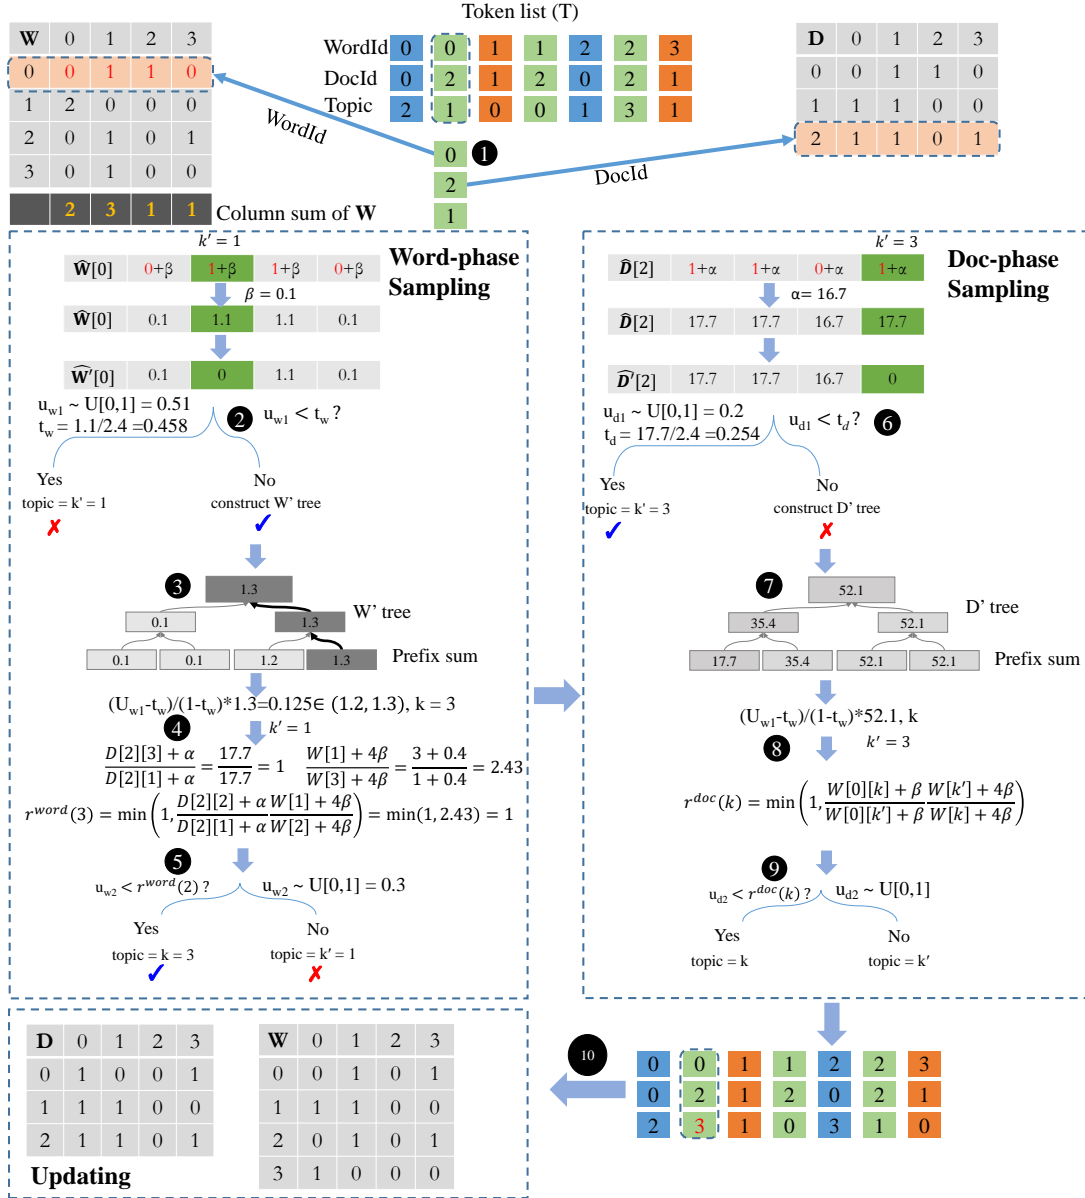 Token list (T)
WordId 0 0 1 1 2 2 3
DocId 0 2 1 2 0 2 1
Topic 2 1 0 0 1 3 1
W 0 1 2 3
0 0 1 1 0
1 2 0 0 0
2 0 1 0 1
3 0 1 0 0
2 3 1 1
Column sum of W
D 0 1 2 3
0 0 1 1 0
1 1 1 0 0
2 1 1 0 1
WordId
DocId
1
0
2
1
k' = 1
Word-phase
Sampling
Ŵ[0] 0+β 1+β 1+β 0+β
β = 0.1
Ŵ[0] 0.1 1.1 1.1 0.1
Ŵ'[0] 0.1 0 1.1 0.1
u_w1 ~ U[0,1] = 0.51
t_w = 1.1/2.4 =0.458
2
u_w1 < t_w ?
Yes
topic = k' = 1
✗
No
construct W' tree
✓
3
1.3
W' tree
0.1 1.3
0.1 0.1 1.2 1.3
Prefix sum
(U_w1-t_w)/(1-t_w)*1.3=0.125∈ (1.2, 1.3), k = 3
4
k' = 1
D[2][3] + α / D[2][1] + α = 17.7 / 17.7 = 1 W[1] + 4β / W[3] + 4β = 3 + 0.4 / 1 + 0.4 = 2.43
r^word(3) = min(1, D[2][2] + α / D[2][1] + α W[1] + 4β / W[2] + 4β) = min(1, 2.43) = 1
5
u_w2 < r^word(2) ?
u_w2 ~ U[0,1] = 0.3
Yes
topic = k = 3
✓
No
topic = k' = 1
✗
k' = 3
Doc-phase
Sampling
D̂[2] 1+α 1+α 0+α 1+α
α= 16.7
D̂[2] 17.7 17.7 16.7 17.7
D̂'[2] 17.7 17.7 16.7 0
u_d1 ~ U[0,1] = 0.2
t_d = 17.7/2.4 =0.254
u_d1 < t_d ?
6
Yes
topic = k' = 3
✓
No
construct D' tree
✗
7
52.1
D' tree
35.4 52.1
17.7 35.4 52.1 52.1
Prefix sum
(U_w1-t_w)/(1-t_w)*52.1, k
8
k' = 3
r^doc(k) = min(1, W[0][k] + β / W[0][k'] + β W[k'] + 4β / W[k] + 4β)
9
u_d2 < r^doc(k) ?
u_d2 ~ U[0,1]
Yes
topic = k
No
topic = k'
D 0 1 2 3
0 1 0 0 1
1 1 1 0 0
2 1 1 0 1
Updating
W 0 1 2 3
0 0 1 0 1
1 1 1 0 0
2 0 1 0 1
3 1 0 0 0
10
0 0 1 1 2 2 3
0 2 1 2 0 2 1
2 3 1 0 3 1 0